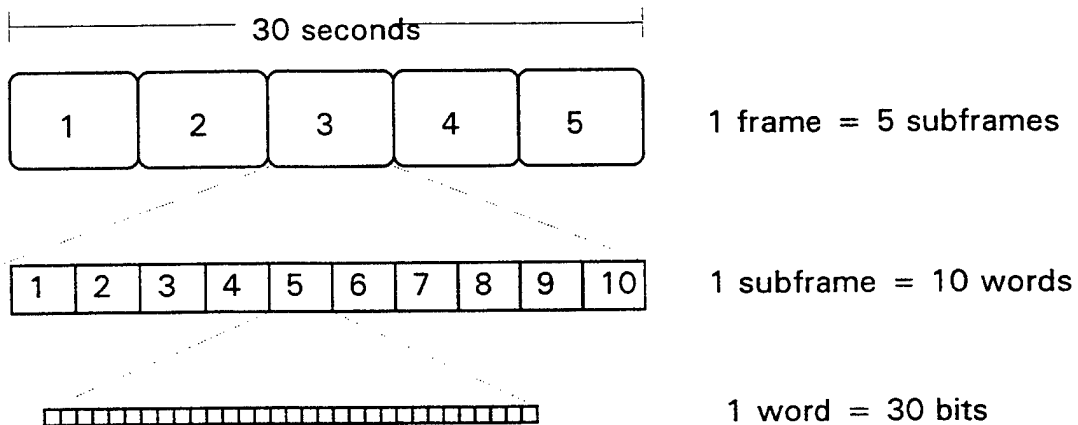 30 seconds
1 2 3 4 5
1 frame = 5 subframes
1 2 3 4 5 6 7 8 9 10
1 subframe = 10 words
1 word = 30 bits